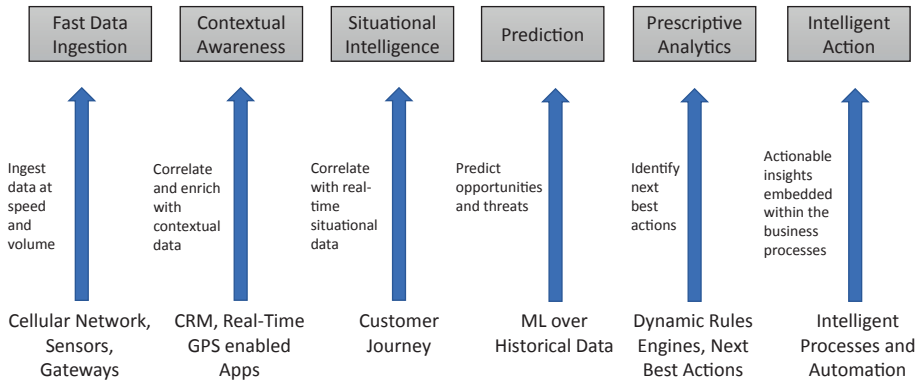 Fast Data
Ingestion
Contextual
Awareness
Situational
Intelligence
Prediction
Prescriptive
Analytics
Intelligent
Action
Ingest
data at
speed
and
volume
Correlate
and enrich
with
contextual
data
Correlate
with real-
time
situational
data
Predict
opportunities
and threats
Identify
next
best
actions
Actionable
insights
embedded
within the
business
processes
Cellular Network,
Sensors,
Gateways
CRM, Real-Time
GPS enabled
Apps
Customer
Journey
ML over
Historical Data
Dynamic Rules
Engines, Next
Best Actions
Intelligent
Processes and
Automation